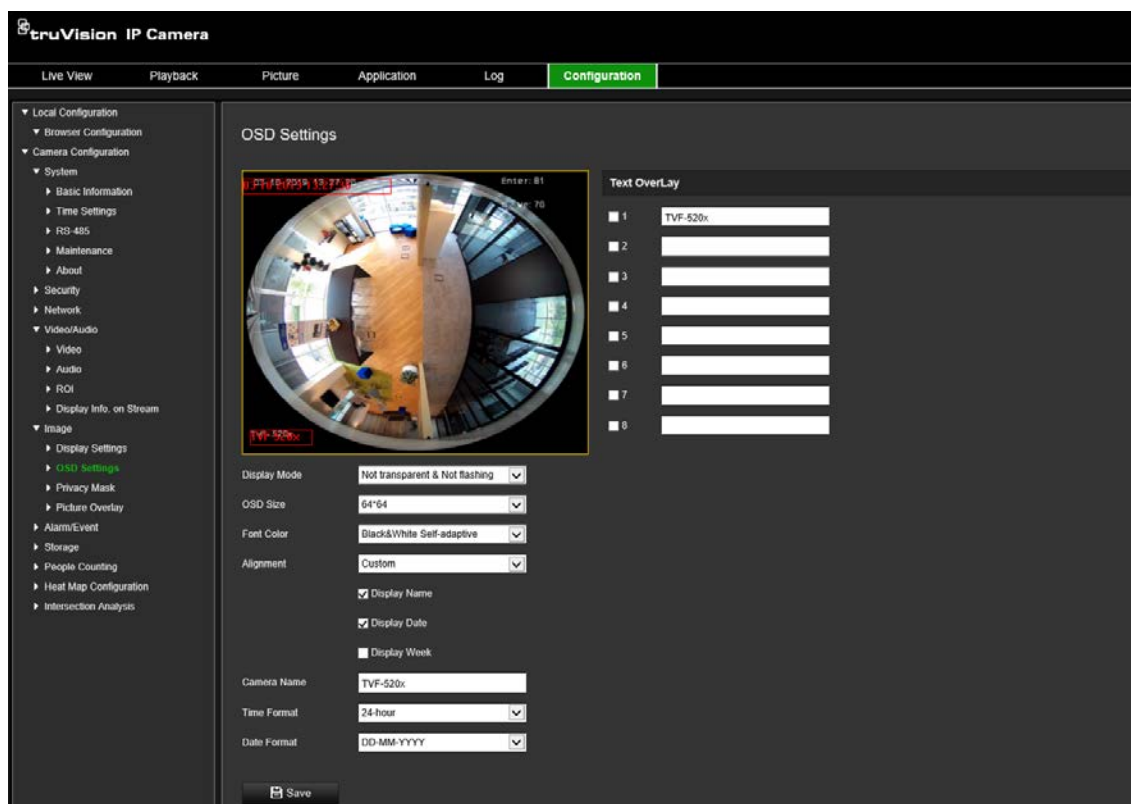 truVision IP Camera
Live View Playback Picture Application Log Configuration
Local Configuration
Browser Configuration
Camera Configuration
System
Basic Information
Time Settings
RS-485
Maintenance
About
Security
Network
Video/Audio
Video
Audio
ROI
Display Info. on Stream
Image
Display Settings
OSD Settings
Privacy Mask
Picture Overlay
Alarm/Event
Storage
People Counting
Heat Map Configuration
Intersection Analysis
OSD Settings
Enter: 81
TVF-520x
Display Mode Not transparent & Not flashing
OSD Size 64*64
Font Color Black&White Self-adaptive
Alignment Custom
Display Name
Display Date
Display Week
Camera Name TVF-520x
Time Format 24-hour
Date Format DD-MM-YYYY
Save
Text OverLay
1 TVF-520x
2
3
4
5
6
7
8